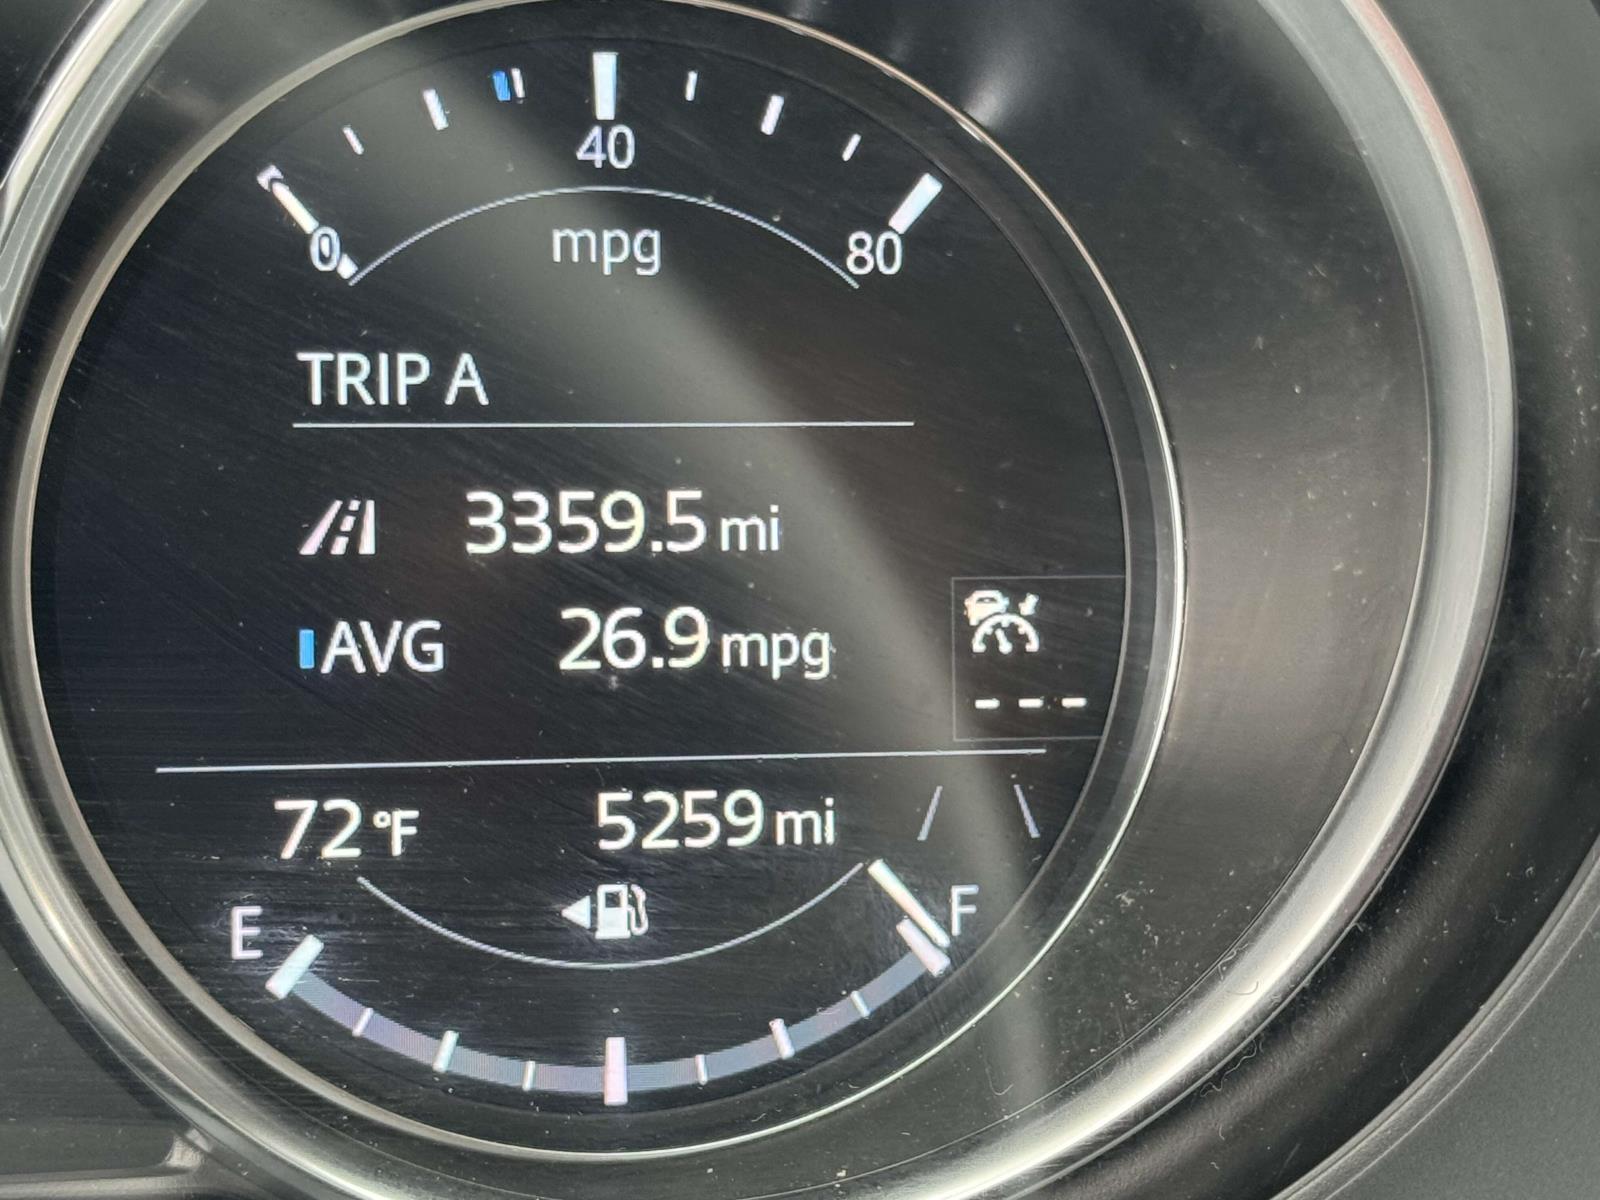 40
0 mpg 80
TRIP A
3359.5 mi
AVG 26.9 mpg
- - -
72 °F 5259 mi
E F